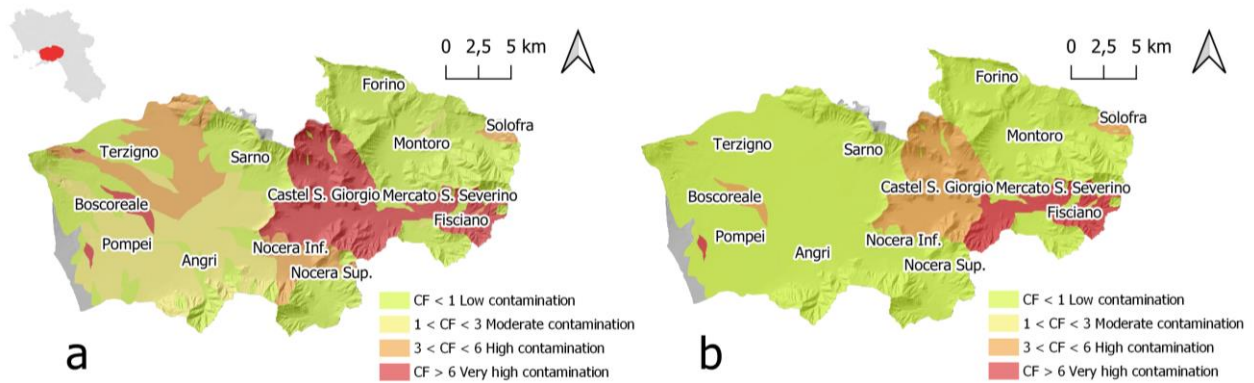 0 2,5 5 km
Forino
Solofra
Terzigno
Montoro
Sarno
Castel S. Giorgio
Mercato S. Severino
Boscoreale
Fisciano
Pompei
Nocera Inf.
Angri
Nocera Sup.
CF < 1 Low contamination
1 < CF < 3 Moderate contamination
3 < CF < 6 High contamination
CF > 6 Very high contamination
a
0 2,5 5 km
Forino
Solofra
Terzigno
Montoro
Sarno
Castel S. Giorgio
Mercato S. Severino
Boscoreale
Fisciano
Pompei
Nocera Inf.
Angri
Nocera Sup.
CF < 1 Low contamination
1 < CF < 3 Moderate contamination
3 < CF < 6 High contamination
CF > 6 Very high contamination
b